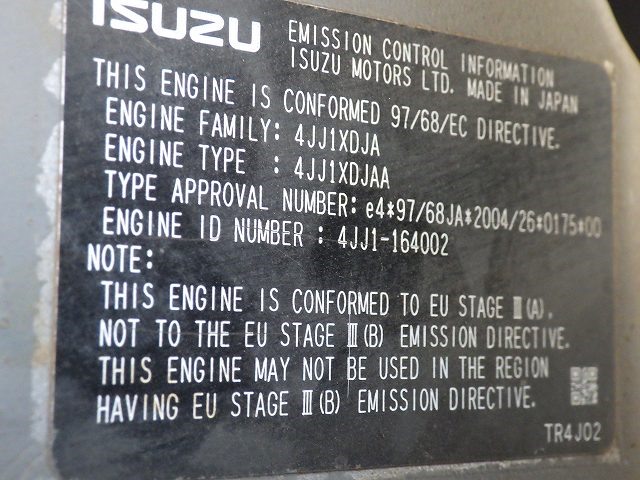 ISUZU
EMISSION CONTROL INFORMATION
ISUZU MOTORS LTD. MADE IN JAPAN
THIS ENGINE IS CONFORMED 97/68/EC DIRECTIVE.
ENGINE FAMILY: 4JJ1XDJA
ENGINE TYPE : 4JJ1XDJAA
TYPE APPROVAL NUMBER: e4*97/68JA*2004/26*0175*00
ENGINE ID NUMBER : 4JJ1-164002
NOTE:
THIS ENGINE IS CONFORMED TO EU STAGE Ⅲ(A),
NOT TO THE EU STAGE Ⅲ(B) EMISSION DIRECTIVE.
THIS ENGINE MAY NOT BE USED IN THE REGION
HAVING EU STAGE Ⅲ(B) EMISSION DIRECTIVE.
TR4J02